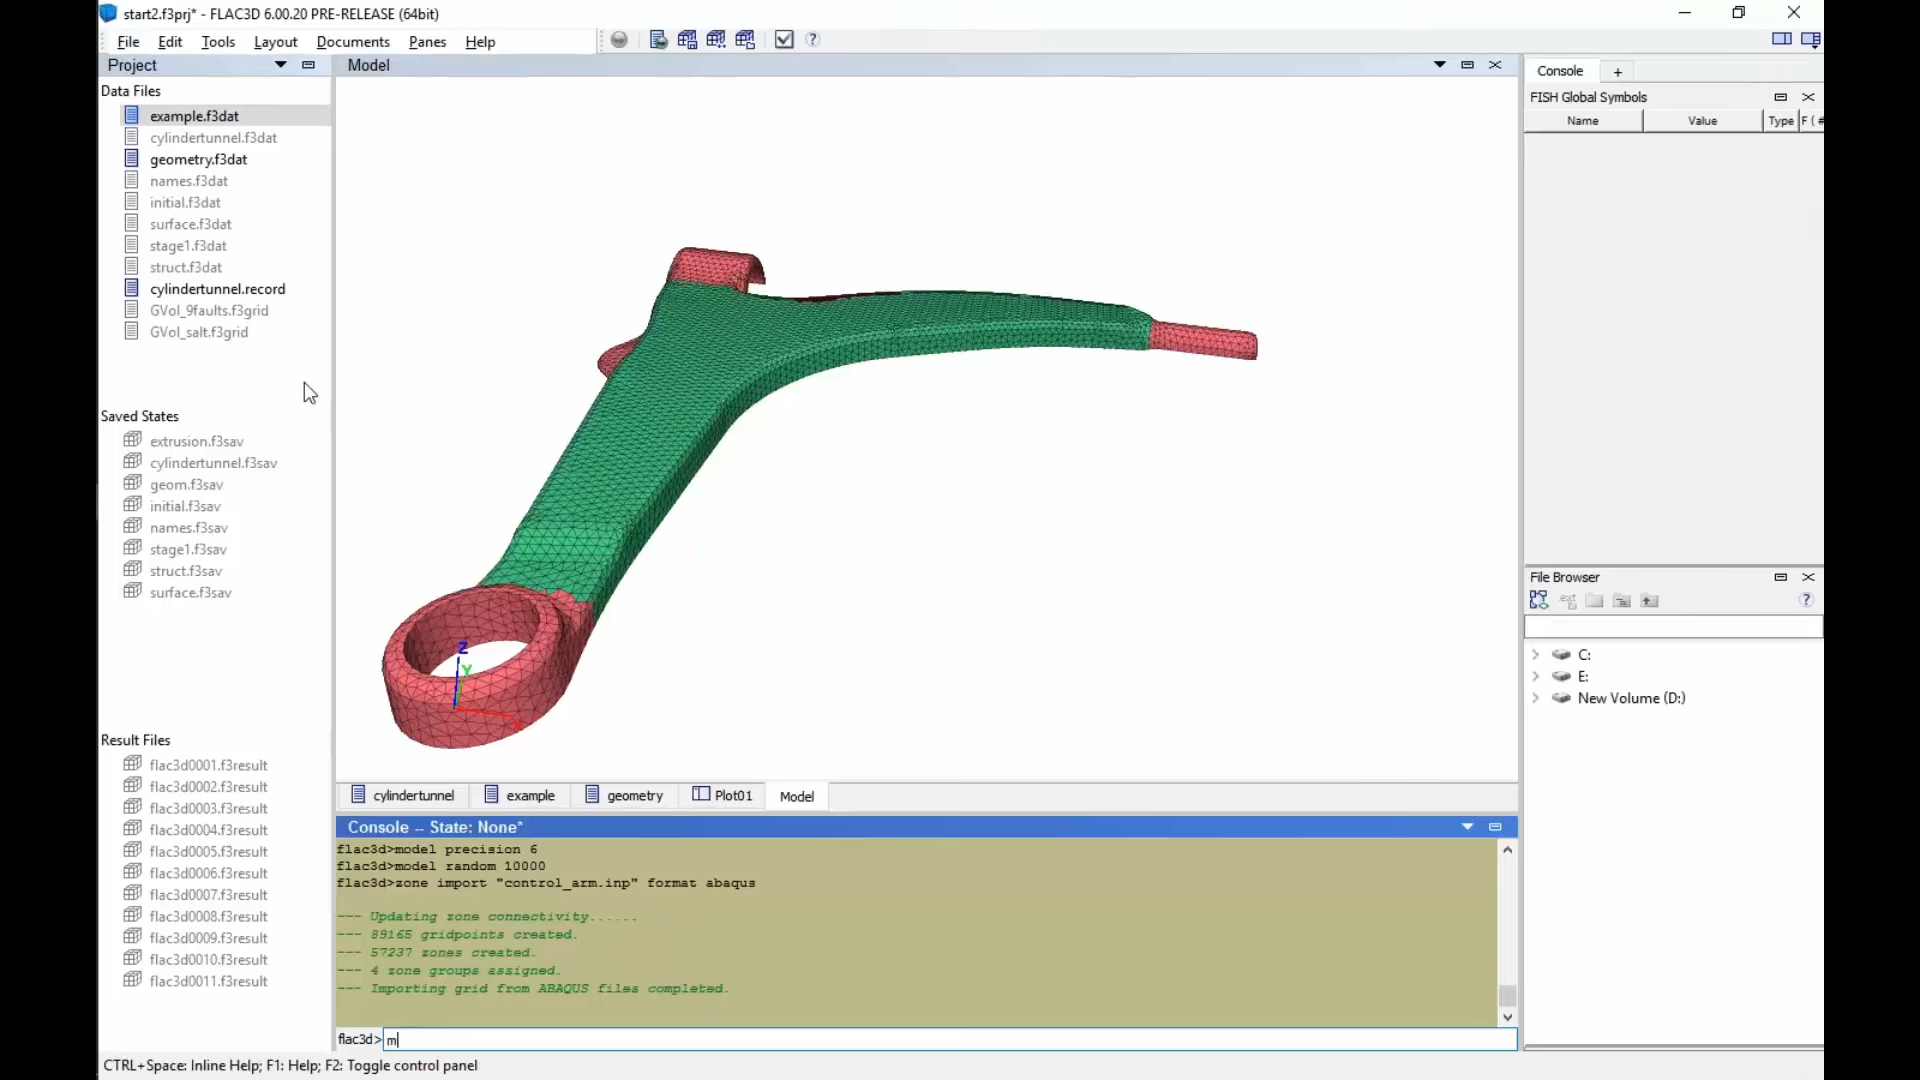 start2.f3prj* - FLAC3D 6.00.20 PRE-RELEASE (64bit)
File Edit Tools Layout Documents Panes Help
Project
Data Files
example.f3dat
cylindertunnel.f3dat
geometry.f3dat
names.f3dat
initial.f3dat
surface.f3dat
stage1.f3dat
struct.f3dat
cylindertunnel.record
GVol_9faults.f3grid
GVol_salt.f3grid
Saved States
extrusion.f3sav
cylindertunnel.f3sav
geom.f3sav
initial.f3sav
names.f3sav
stage1.f3sav
struct.f3sav
surface.f3sav
Result Files
flac3d0001.f3result
flac3d0002.f3result
flac3d0003.f3result
flac3d0004.f3result
flac3d0005.f3result
flac3d0006.f3result
flac3d0007.f3result
flac3d0008.f3result
flac3d0009.f3result
flac3d0010.f3result
flac3d0011.f3result
Model
Z
Y
X
cylindertunnel example geometry Plot01 Model
Console -- State: None*
flac3d>model precision 6
flac3d>model random 10000
flac3d>zone import "control_arm.inp" format abaqus
--- Updating zone connectivity......
--- 89165 gridpoints created.
--- 57237 zones created.
--- 4 zone groups assigned.
--- Importing grid from ABAQUS files completed.
flac3d>m
Console +
FISH Global Symbols
Name Value Type F ( #
File Browser
.ext
C:
E:
New Volume (D:)
CTRL+Space: Inline Help; F1: Help; F2: Toggle control panel